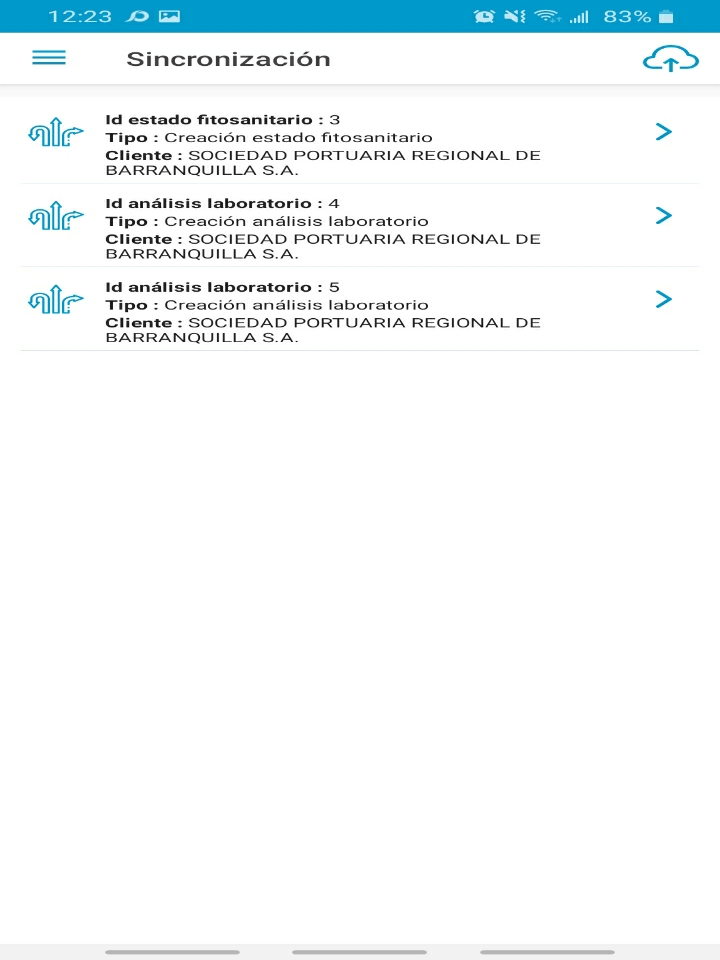 12:23 83%
Sincronización
Id estado fitosanitario : 3
Tipo : Creación estado fitosanitario
Cliente : SOCIEDAD PORTUARIA REGIONAL DE
BARRANQUILLA S.A.
Id análisis laboratorio : 4
Tipo : Creación análisis laboratorio
Cliente : SOCIEDAD PORTUARIA REGIONAL DE
BARRANQUILLA S.A.
Id análisis laboratorio : 5
Tipo : Creación análisis laboratorio
Cliente : SOCIEDAD PORTUARIA REGIONAL DE
BARRANQUILLA S.A.